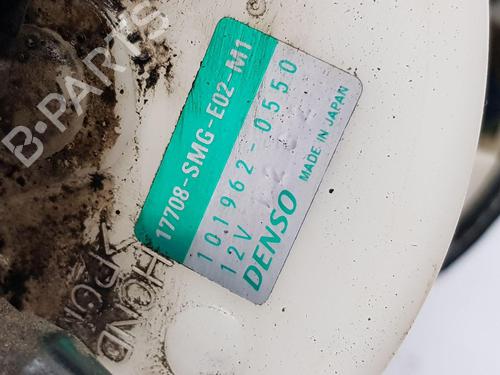 B-PARTS
17708-SMG-E02-M1
101962-0550
12V
DENSO
MADE IN JAPAN
HOND